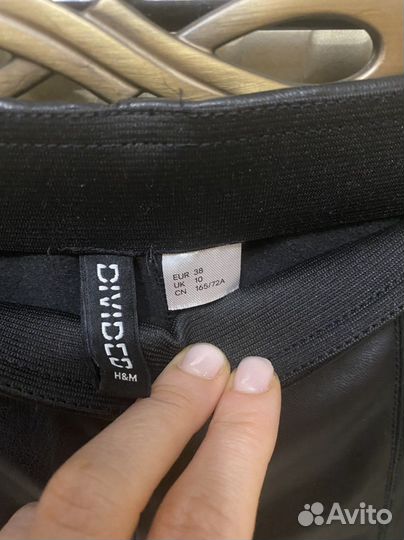 DIVIDED
H&M
EUR 38
UK 10
CN 165/72A
Avito